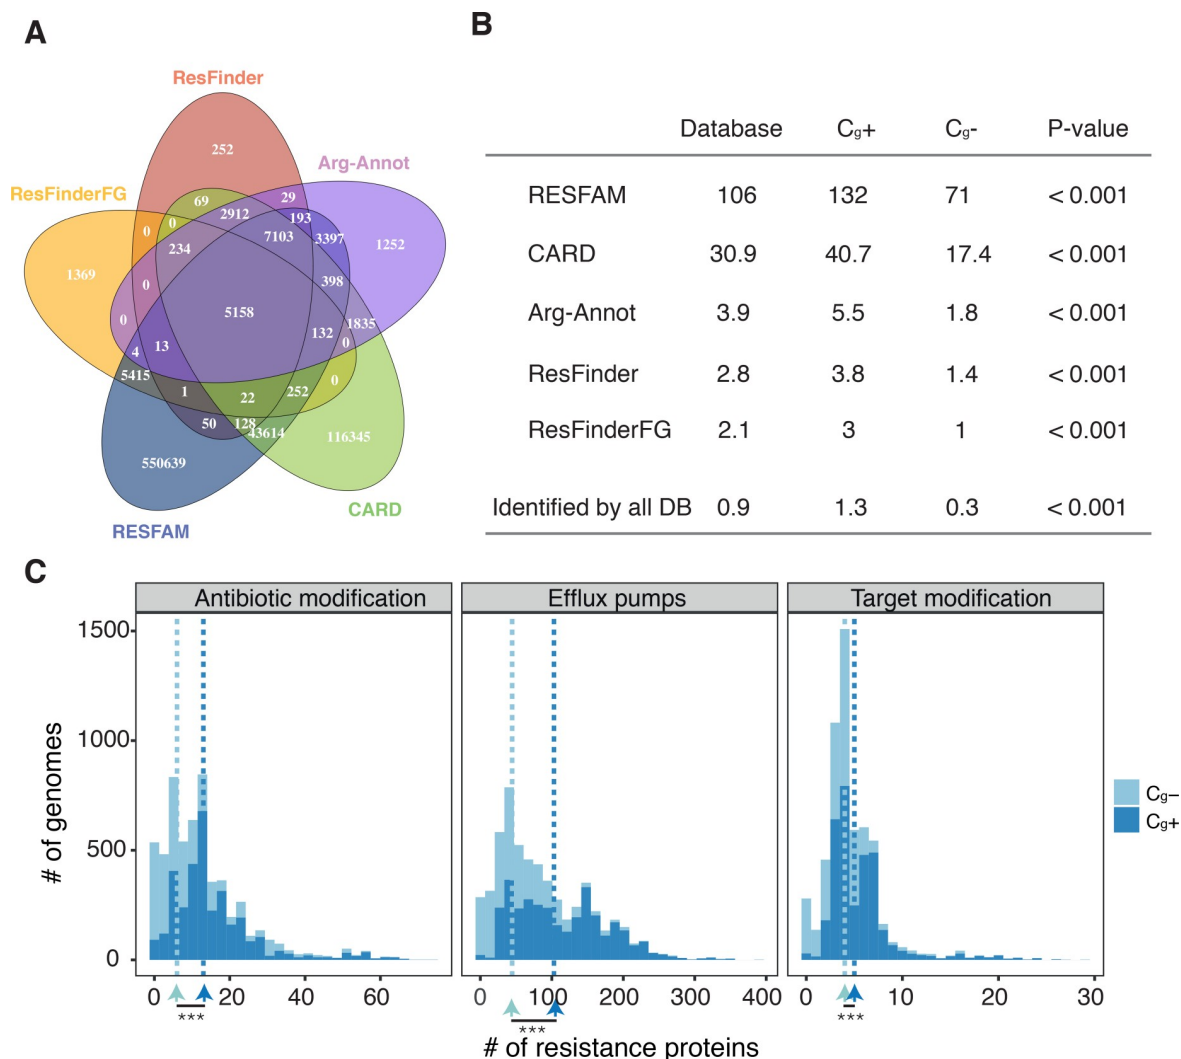 A
ResFinder
Arg-Annot
ResFinderFG
RESFAM
CARD
252
69
29
2912
193
0
0
234
7103
3397
1252
1369
0
398
5158
0
1835
132
0
4
13
5415
1
252
0
22
50
128
43614
116345
550639
B
Database Cg+ Cg- P-value
RESFAM 106 132 71 < 0.001
CARD 30.9 40.7 17.4 < 0.001
Arg-Annot 3.9 5.5 1.8 < 0.001
ResFinder 2.8 3.8 1.4 < 0.001
ResFinderFG 2.1 3 1 < 0.001
Identified by all DB 0.9 1.3 0.3 < 0.001
C
Antibiotic modification Efflux pumps Target modification
# of genomes
1500
1000
500
0
0 20 40 60
0 100 200 300 400
0 10 20 30
*** *** ***
# of resistance proteins
Cg–
Cg+